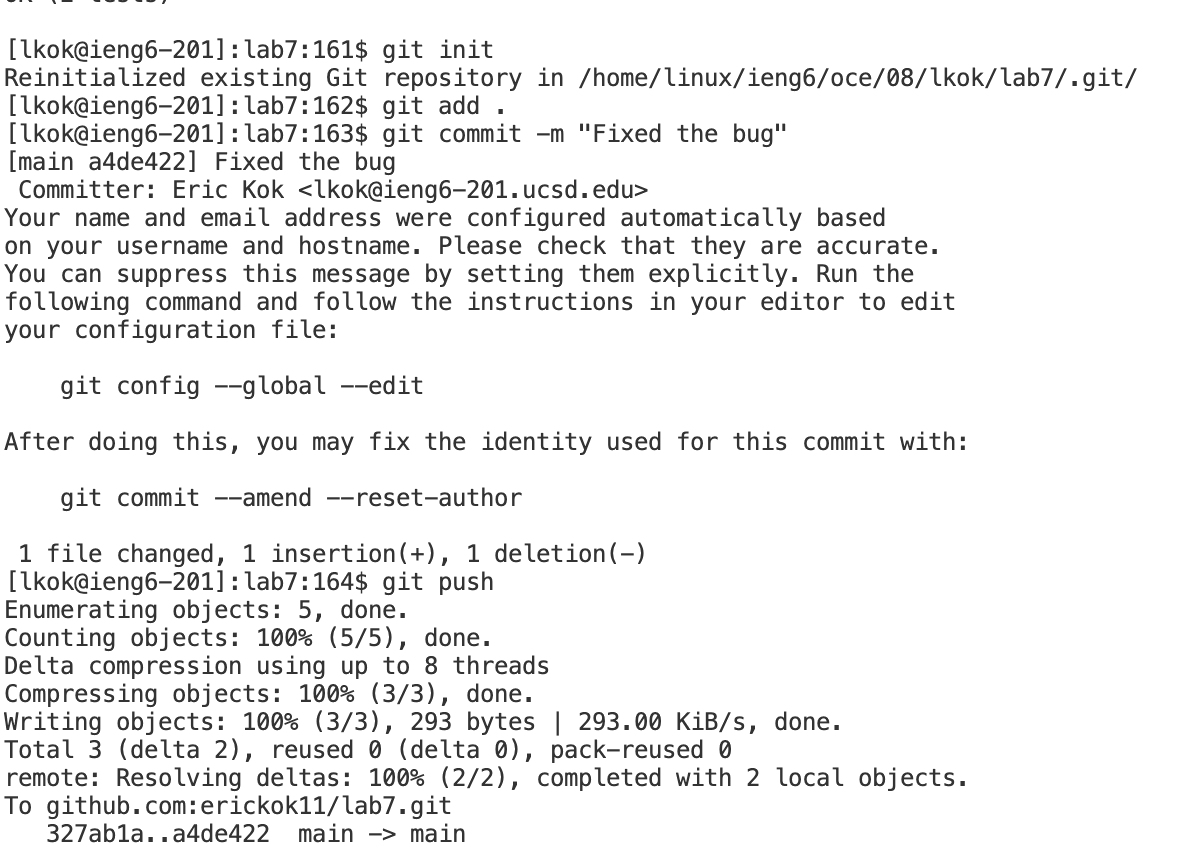 OK (2 tests)
[lkok@ieng6-201]:lab7:161$ git init
Reinitialized existing Git repository in /home/linux/ieng6/oce/08/lkok/lab7/.git/
[lkok@ieng6-201]:lab7:162$ git add .
[lkok@ieng6-201]:lab7:163$ git commit -m "Fixed the bug"
[main a4de422] Fixed the bug
 Committer: Eric Kok <lkok@ieng6-201.ucsd.edu>
Your name and email address were configured automatically based
on your username and hostname. Please check that they are accurate.
You can suppress this message by setting them explicitly. Run the
following command and follow the instructions in your editor to edit
your configuration file:
    git config --global --edit
After doing this, you may fix the identity used for this commit with:
    git commit --amend --reset-author
 1 file changed, 1 insertion(+), 1 deletion(-)
[lkok@ieng6-201]:lab7:164$ git push
Enumerating objects: 5, done.
Counting objects: 100% (5/5), done.
Delta compression using up to 8 threads
Compressing objects: 100% (3/3), done.
Writing objects: 100% (3/3), 293 bytes | 293.00 KiB/s, done.
Total 3 (delta 2), reused 0 (delta 0), pack-reused 0
remote: Resolving deltas: 100% (2/2), completed with 2 local objects.
To github.com:erickok11/lab7.git
   327ab1a..a4de422  main -> main